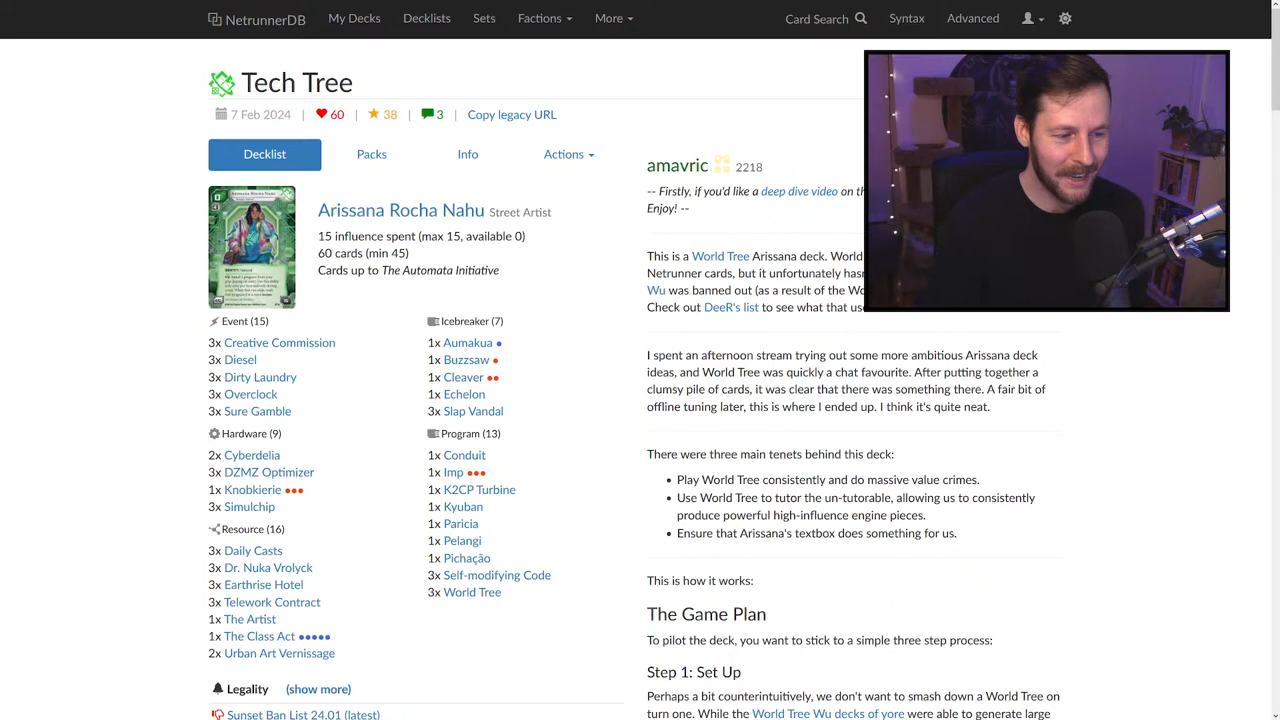 NetrunnerDB My Decks Decklists Sets Factions More Card Search Syntax Advanced
Tech Tree
7 Feb 2024 | 60 | 38 | 3 | Copy legacy URL
Decklist Packs Info Actions
Arissana Rocha Nahu Street Artist
15 influence spent (max 15, available 0)
60 cards (min 45)
Cards up to The Automata Initiative
Event (15)
3x Creative Commission
3x Diesel
3x Dirty Laundry
3x Overclock
3x Sure Gamble
Hardware (9)
2x Cyberdelia
3x DZMZ Optimizer
1x Knobkierie ●●●
3x Simulchip
Resource (16)
3x Daily Casts
3x Dr. Nuka Vrolyck
3x Earthrise Hotel
3x Telework Contract
1x The Artist
1x The Class Act ●●●●●
2x Urban Art Vernissage
Icebreaker (7)
1x Aumakua ●
1x Buzzsaw ●
1x Cleaver ●●
1x Echelon
3x Slap Vandal
Program (13)
1x Conduit
1x Imp ●●●
1x K2CP Turbine
1x Kyuban
1x Paricia
1x Pelangi
1x Pichação
3x Self-modifying Code
3x World Tree
Legality (show more)
Sunset Ban List 24.01 (latest)
amavric 2218
-- Firstly, if you'd like a deep dive video on th
Enjoy! --
This is a World Tree Arissana deck. World
Netrunner cards, but it unfortunately hasn
Wu was banned out (as a result of the Wo
Check out DeeR's list to see what that use
I spent an afternoon stream trying out some more ambitious Arissana deck
ideas, and World Tree was quickly a chat favourite. After putting together a
clumsy pile of cards, it was clear that there was something there. A fair bit of
offline tuning later, this is where I ended up. I think it's quite neat.
There were three main tenets behind this deck:
• Play World Tree consistently and do massive value crimes.
• Use World Tree to tutor the un-tutorable, allowing us to consistently
produce powerful high-influence engine pieces.
• Ensure that Arissana's textbox does something for us.
This is how it works:
The Game Plan
To pilot the deck, you want to stick to a simple three step process:
Step 1: Set Up
Perhaps a bit counterintuitively, we don't want to smash down a World Tree on
turn one. While the World Tree Wu decks of yore were able to generate large